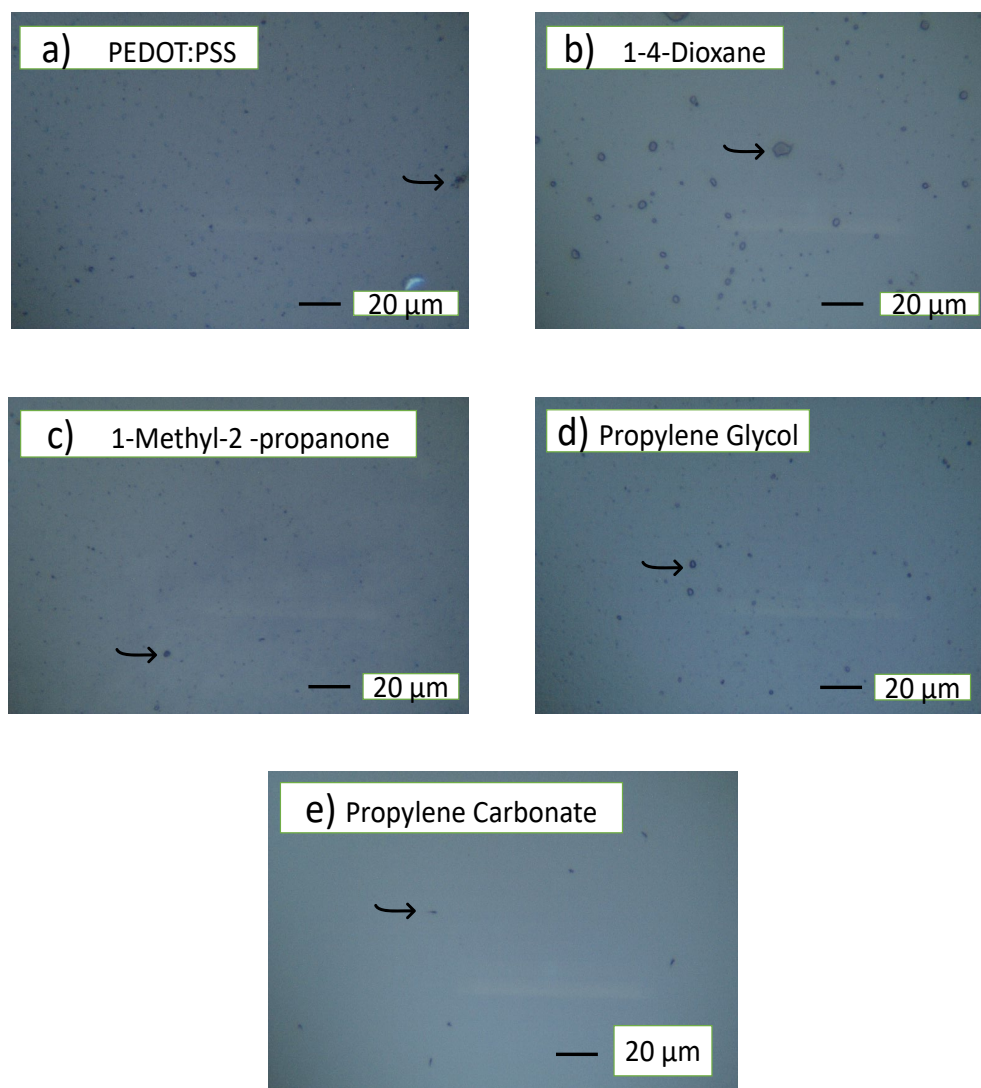 a) PEDOT:PSS
b) 1-4-Dioxane
20 µm
20 µm
c) 1-Methyl-2 -propanone
d) Propylene Glycol
20 µm
20 µm
e) Propylene Carbonate
20 µm